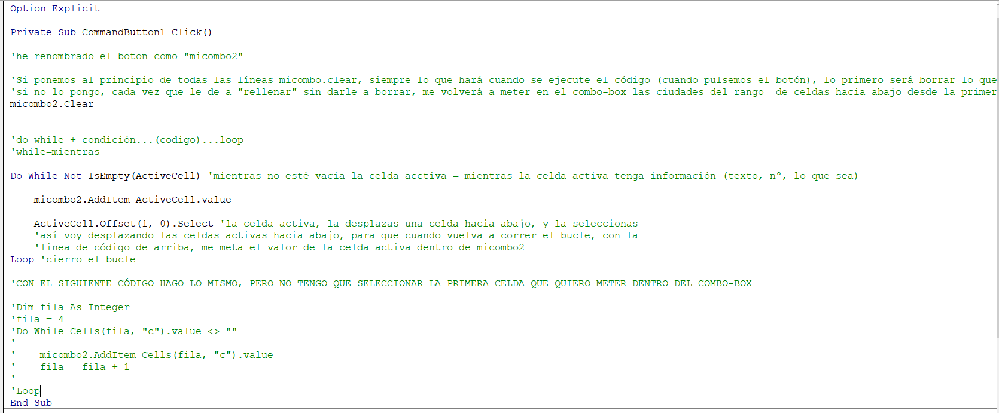 Option Explicit
Private Sub CommandButton1_Click()
'he renombrado el boton como "micombo2"
'Si ponemos al principio de todas las líneas micombo.clear, siempre lo que hará cuando se ejecute el código (cuando pulsemos el botón), lo primero será borrar lo que
'si no lo pongo, cada vez que le de a "rellenar" sin darle a borrar, me volverá a meter en el combo-box las ciudades del rango  de celdas hacia abajo desde la primer
micombo2.Clear
'do while + condición...(codigo)...loop
'while=mientras
Do While Not IsEmpty(ActiveCell) 'mientras no esté vacia la celda acctiva = mientras la celda activa tenga información (texto, nº, lo que sea)
    micombo2.AddItem ActiveCell.value
    ActiveCell.Offset(1, 0).Select 'la celda activa, la desplazas una celda hacia abajo, y la seleccionas
    'así voy desplazando las celdas activas hacia abajo, para que cuando vuelva a correr el bucle, con la
    'linea de código de arriba, me meta el valor de la celda activa dentro de micombo2
Loop 'cierro el bucle
'CON EL SIGUIENTE CÓDIGO HAGO LO MISMO, PERO NO TENGO QUE SELECCIONAR LA PRIMERA CELDA QUE QUIERO METER DENTRO DEL COMBO-BOX
'Dim fila As Integer
'fila = 4
'Do While Cells(fila, "c").value <> ""
'
'    micombo2.AddItem Cells(fila, "c").value
'    fila = fila + 1
'
'Loop
End Sub